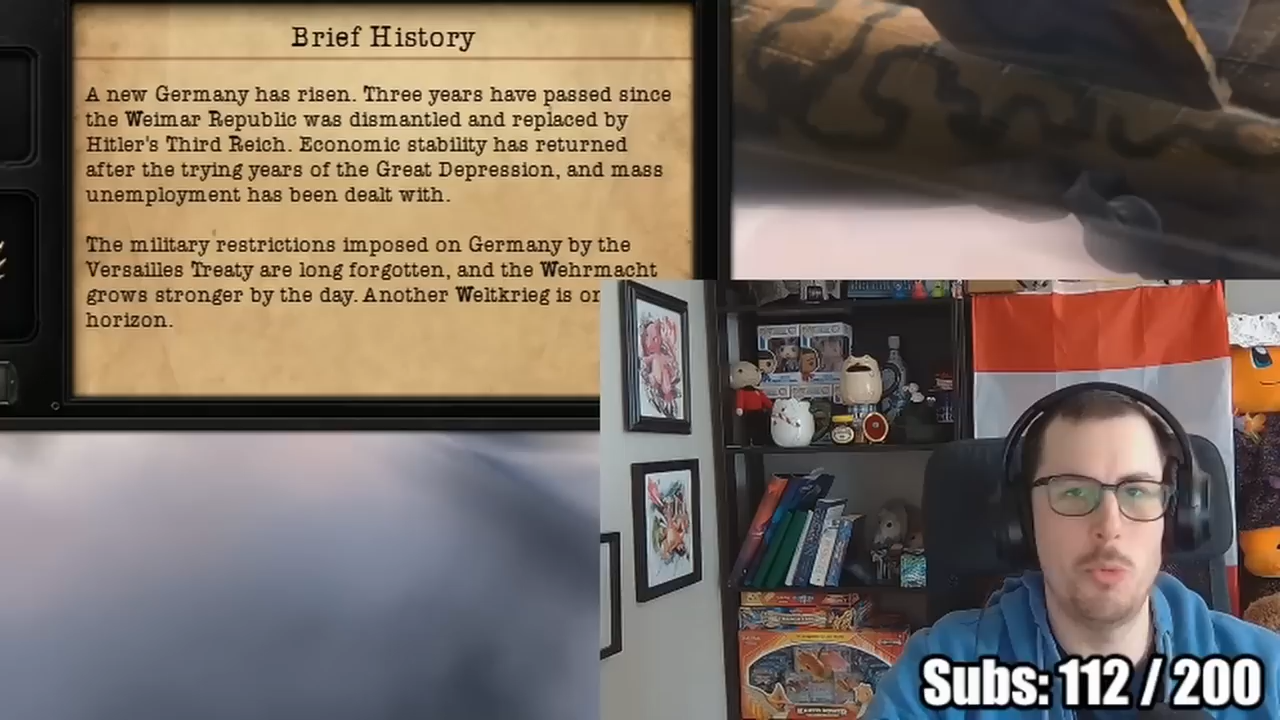 Brief History
A new Germany has risen. Three years have passed since
the Weimar Republic was dismantled and replaced by
Hitler's Third Reich. Economic stability has returned
after the trying years of the Great Depression, and mass
unemployment has been dealt with.
The military restrictions imposed on Germany by the
Versailles Treaty are long forgotten, and the Wehrmacht
grows stronger by the day. Another Weltkrieg is
horizon.
Subs: 112 / 200